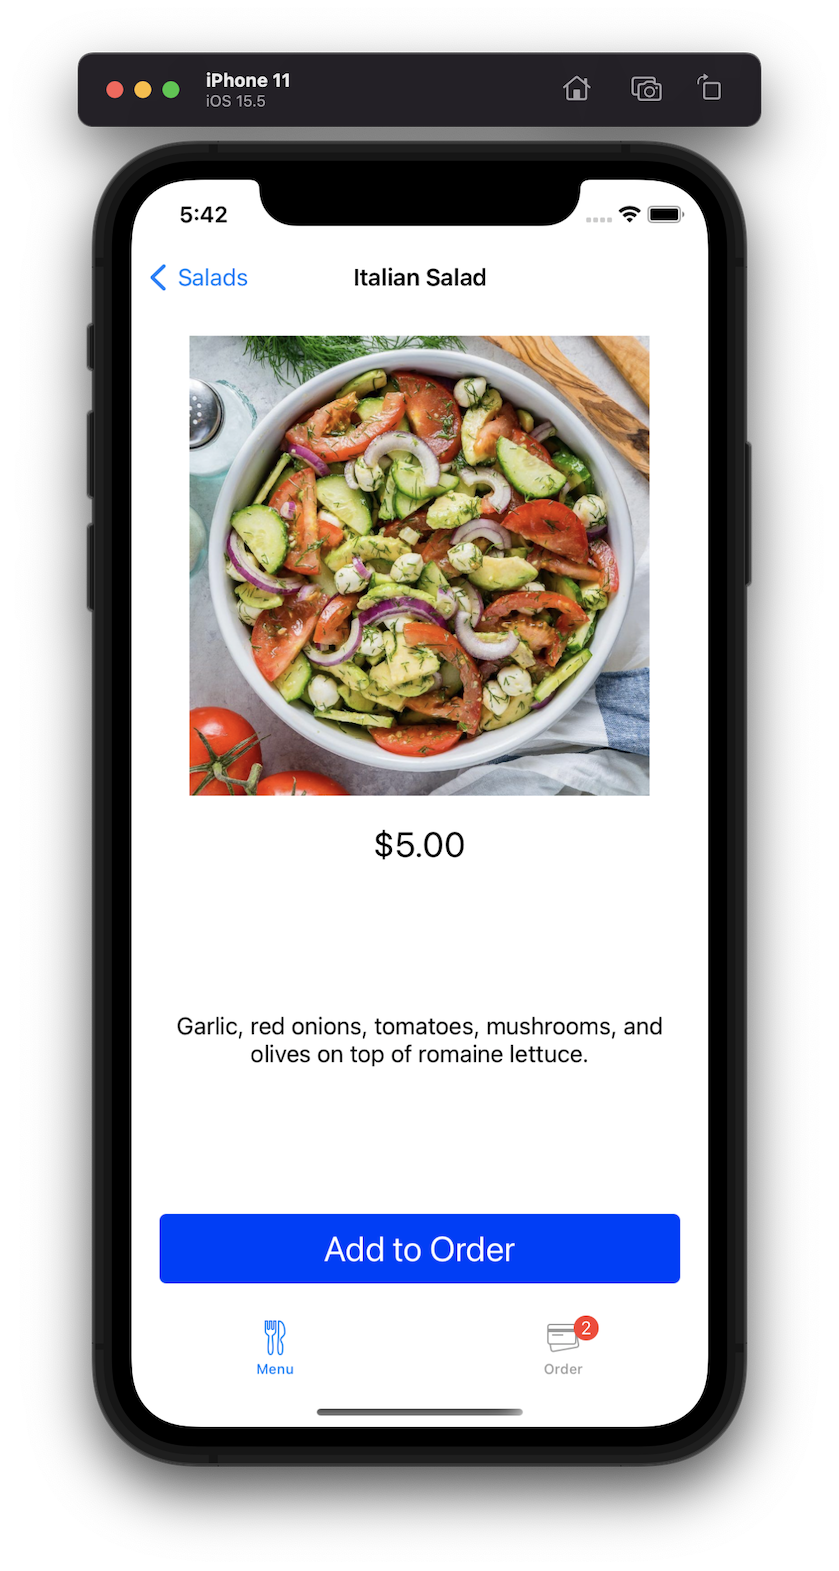 iPhone 11
iOS 15.5
5:42
Salads
Italian Salad
$5.00
Garlic, red onions, tomatoes, mushrooms, and
olives on top of romaine lettuce.
Add to Order
2
Menu
Order